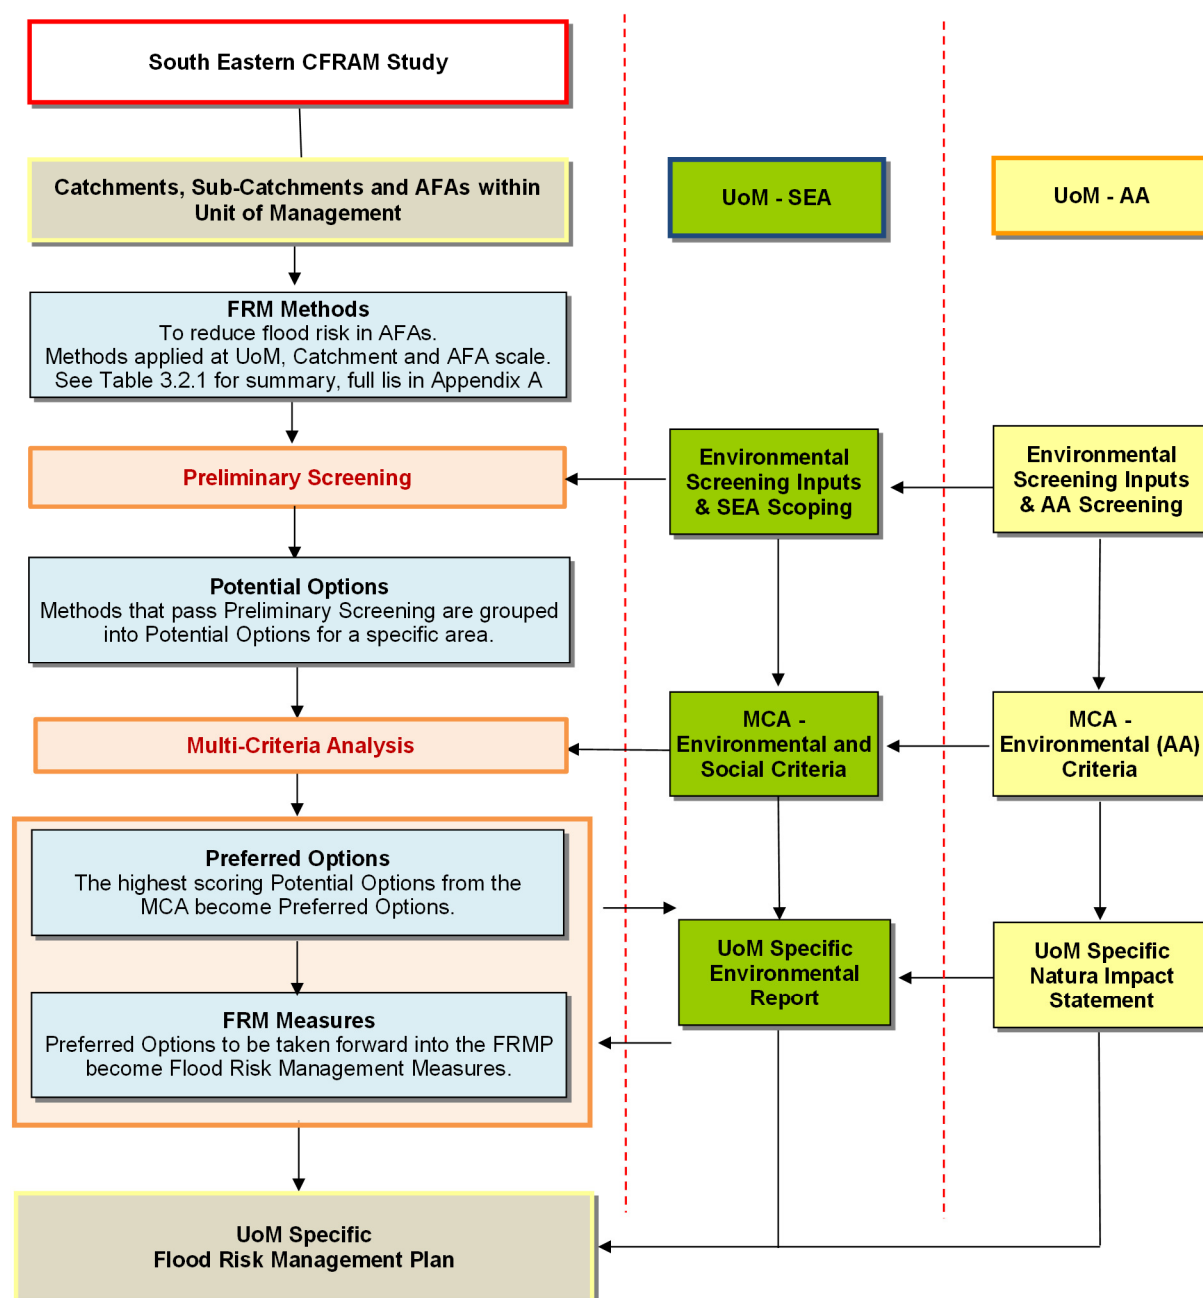 South Eastern CFRAM Study
Catchments, Sub-Catchments and AFAs within
Unit of Management
UoM - SEA
UoM - AA
FRM Methods
To reduce flood risk in AFAs.
Methods applied at UoM, Catchment and AFA scale.
See Table 3.2.1 for summary, full lis in Appendix A
Preliminary Screening
Environmental
Screening Inputs
& SEA Scoping
Environmental
Screening Inputs
& AA Screening
Potential Options
Methods that pass Preliminary Screening are grouped
into Potential Options for a specific area.
Multi-Criteria Analysis
MCA -
Environmental and
Social Criteria
MCA -
Environmental (AA)
Criteria
Preferred Options
The highest scoring Potential Options from the
MCA become Preferred Options.
UoM Specific
Environmental
Report
UoM Specific
Natura Impact
Statement
FRM Measures
Preferred Options to be taken forward into the FRMP
become Flood Risk Management Measures.
UoM Specific
Flood Risk Management Plan